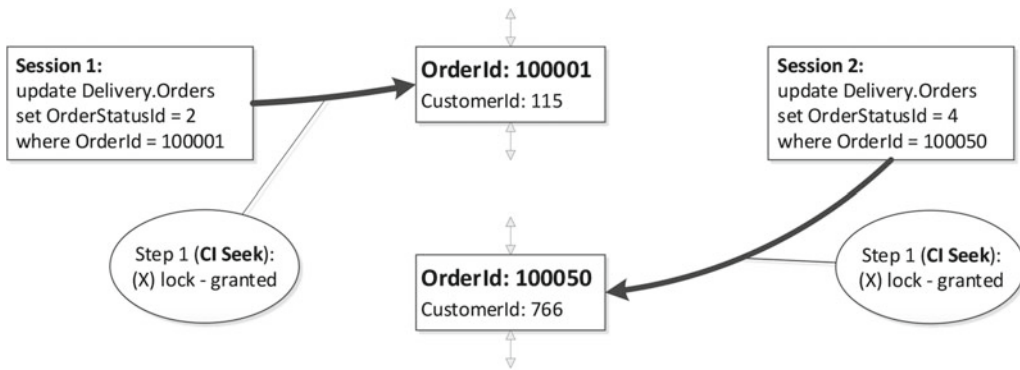 Session 1:
update Delivery.Orders
set OrderStatusId = 2
where OrderId = 100001
OrderId: 100001
CustomerId: 115
Session 2:
update Delivery.Orders
set OrderStatusId = 4
where OrderId = 100050
Step 1 (CI Seek):
(X) lock - granted
OrderId: 100050
CustomerId: 766
Step 1 (CI Seek):
(X) lock - granted